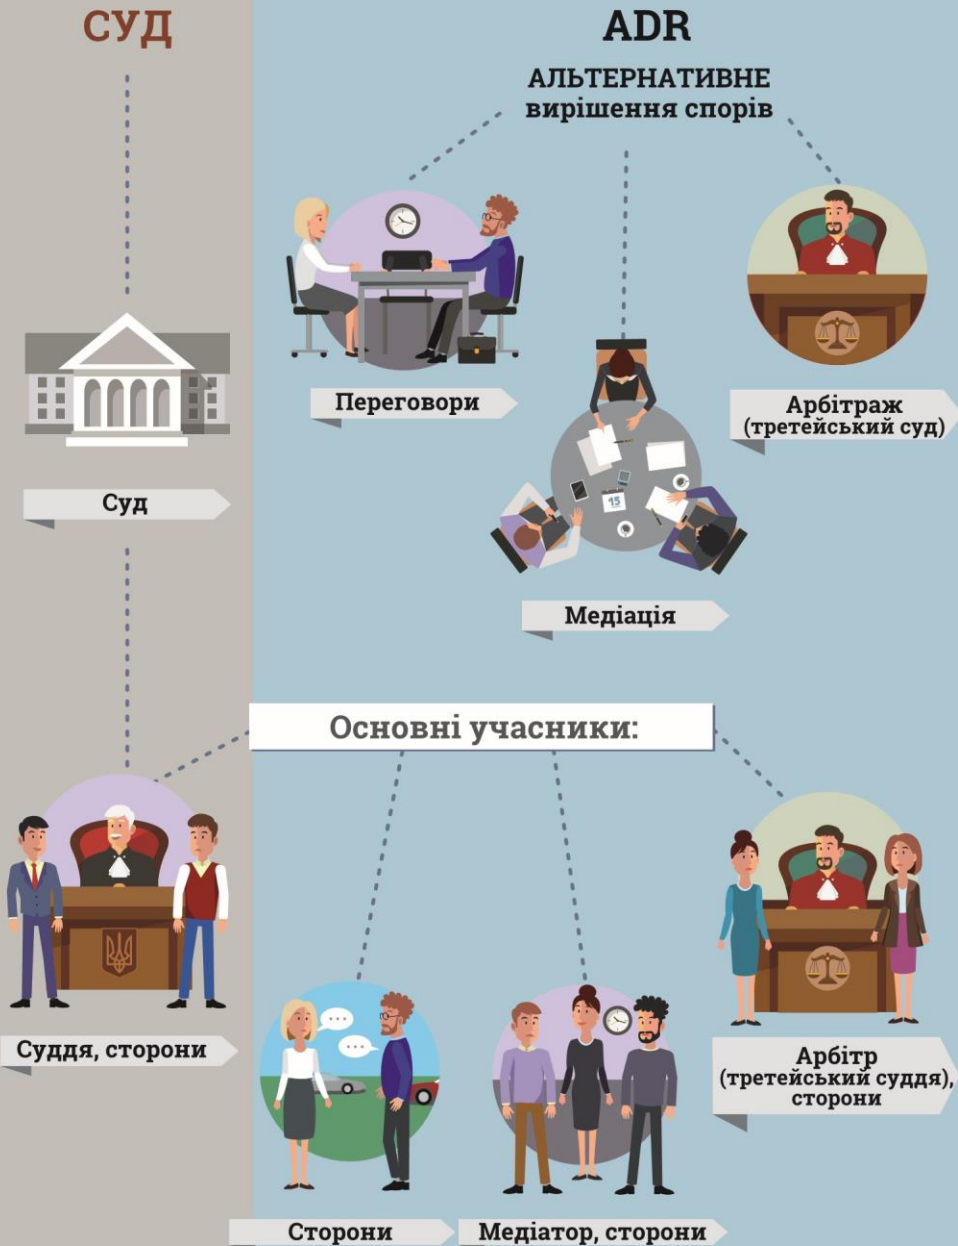 СУД
ADR
АЛЬТЕРНАТИВНЕ
вирішення спорів
Переговори
Арбітраж
(третейський суд)
Суд
15
Медіація
Основні учасники:
Суддя, сторони
Арбітр
(третейський суддя),
сторони
Сторони
Медіатор, сторони